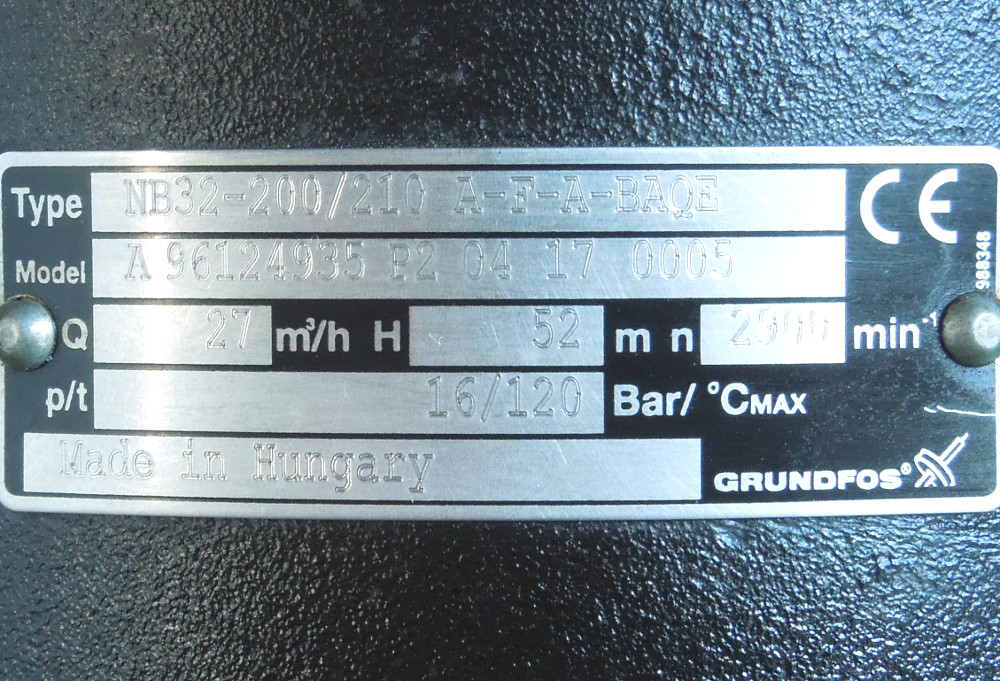 Type NB32-200/210 A-F-A-BAQE CE
Model A 96124935 P2 04 17 0005
988346
Q 27 m³/h H 52 m n 2900 min⁻¹
p/t 16/120 Bar/ °CMAX
Made in Hungary
GRUNDFOS®